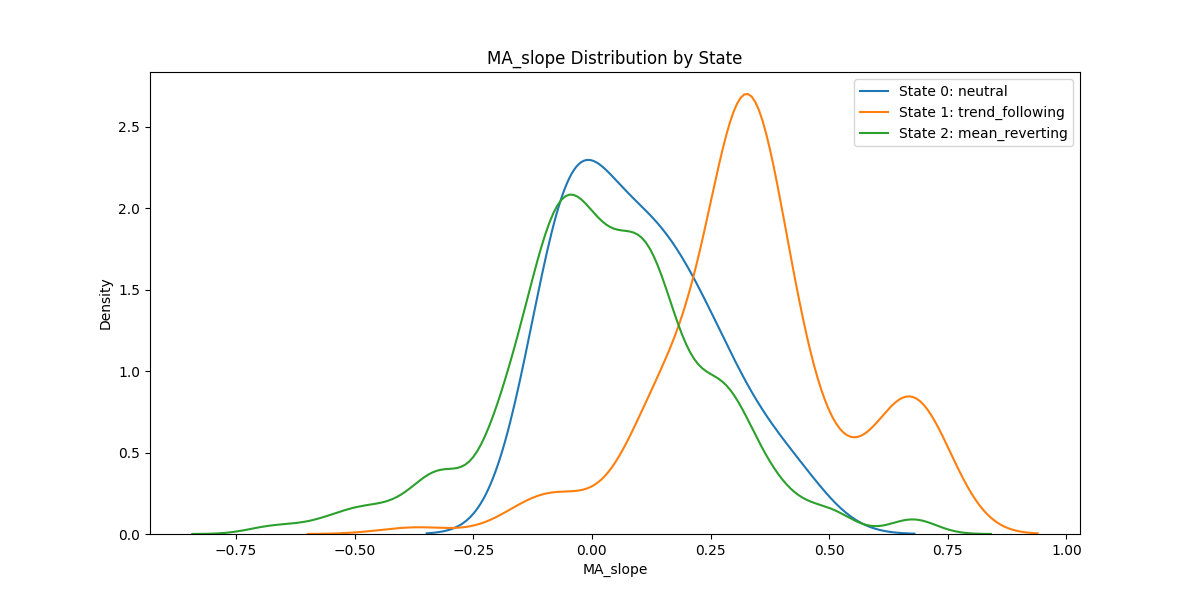 MA_slope Distribution by State
State 0: neutral
State 1: trend_following
State 2: mean_reverting
Density
2.5
2.0
1.5
1.0
0.5
0.0
−0.75 −0.50 −0.25 0.00 0.25 0.50 0.75 1.00
MA_slope